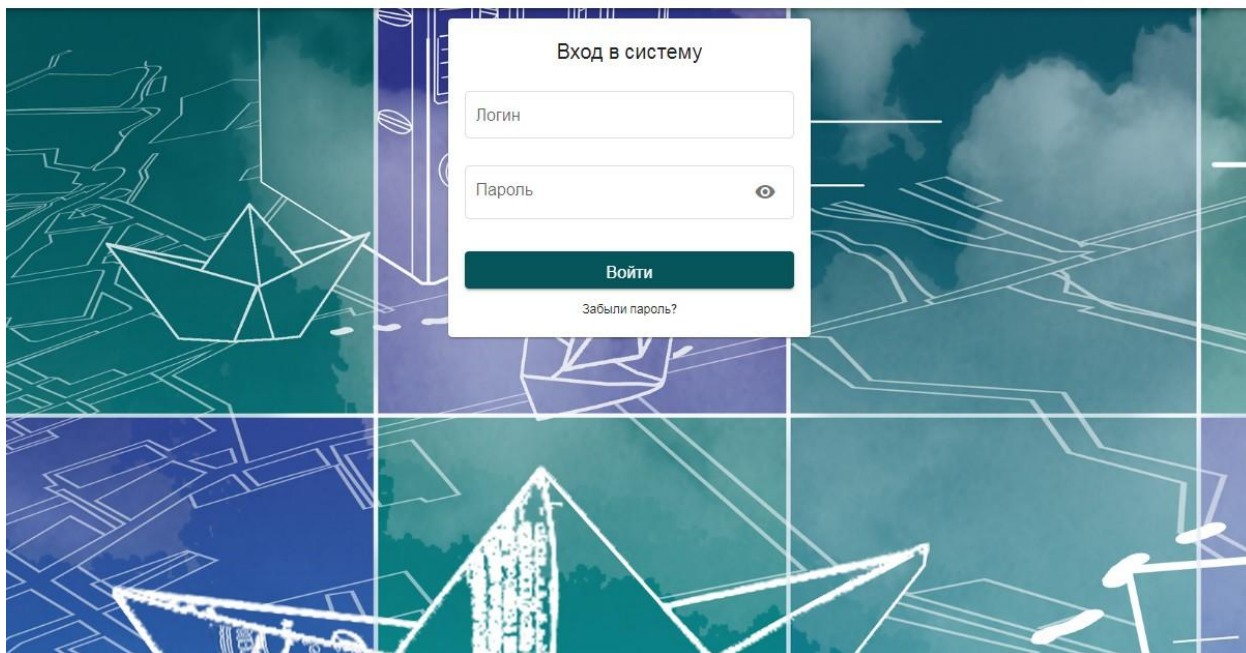 Вход в систему
Логин
Пароль
Войти
Забыли пароль?